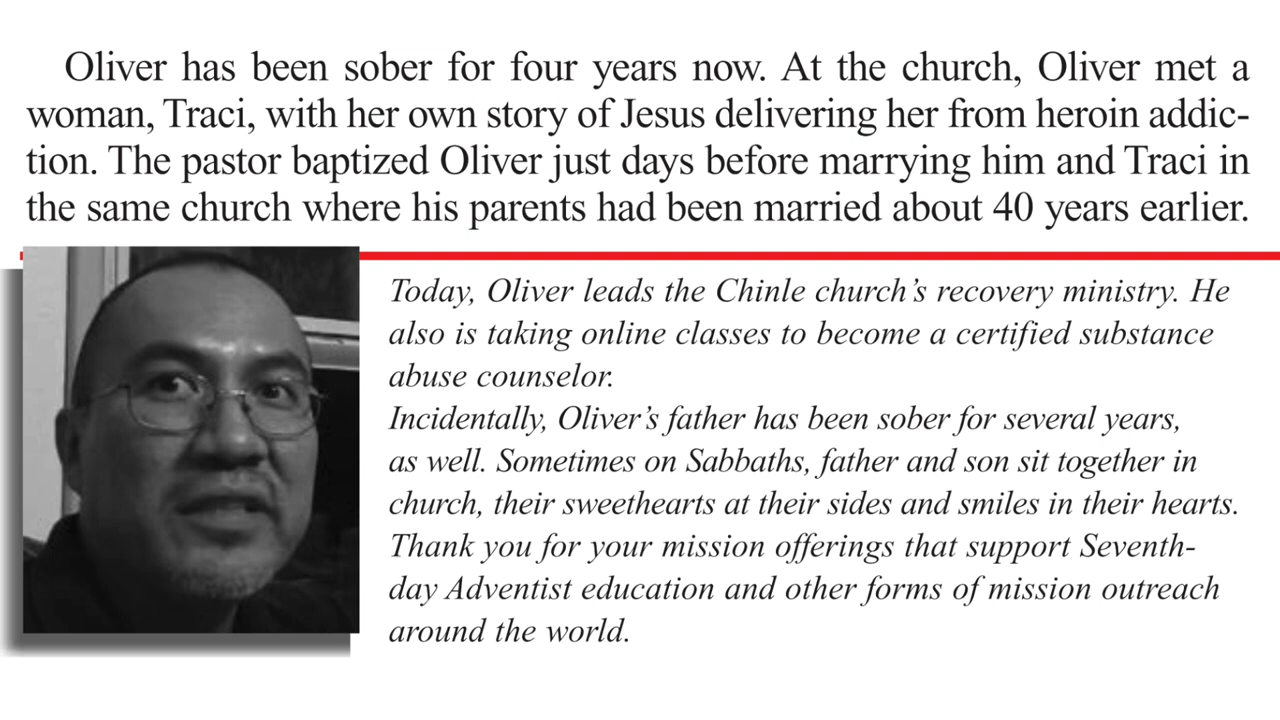 Oliver has been sober for four years now. At the church, Oliver met a
woman, Traci, with her own story of Jesus delivering her from heroin addic-
tion. The pastor baptized Oliver just days before marrying him and Traci in
the same church where his parents had been married about 40 years earlier.
Today, Oliver leads the Chinle church’s recovery ministry. He
also is taking online classes to become a certified substance
abuse counselor.
Incidentally, Oliver’s father has been sober for several years,
as well. Sometimes on Sabbaths, father and son sit together in
church, their sweethearts at their sides and smiles in their hearts.
Thank you for your mission offerings that support Seventh-
day Adventist education and other forms of mission outreach
around the world.